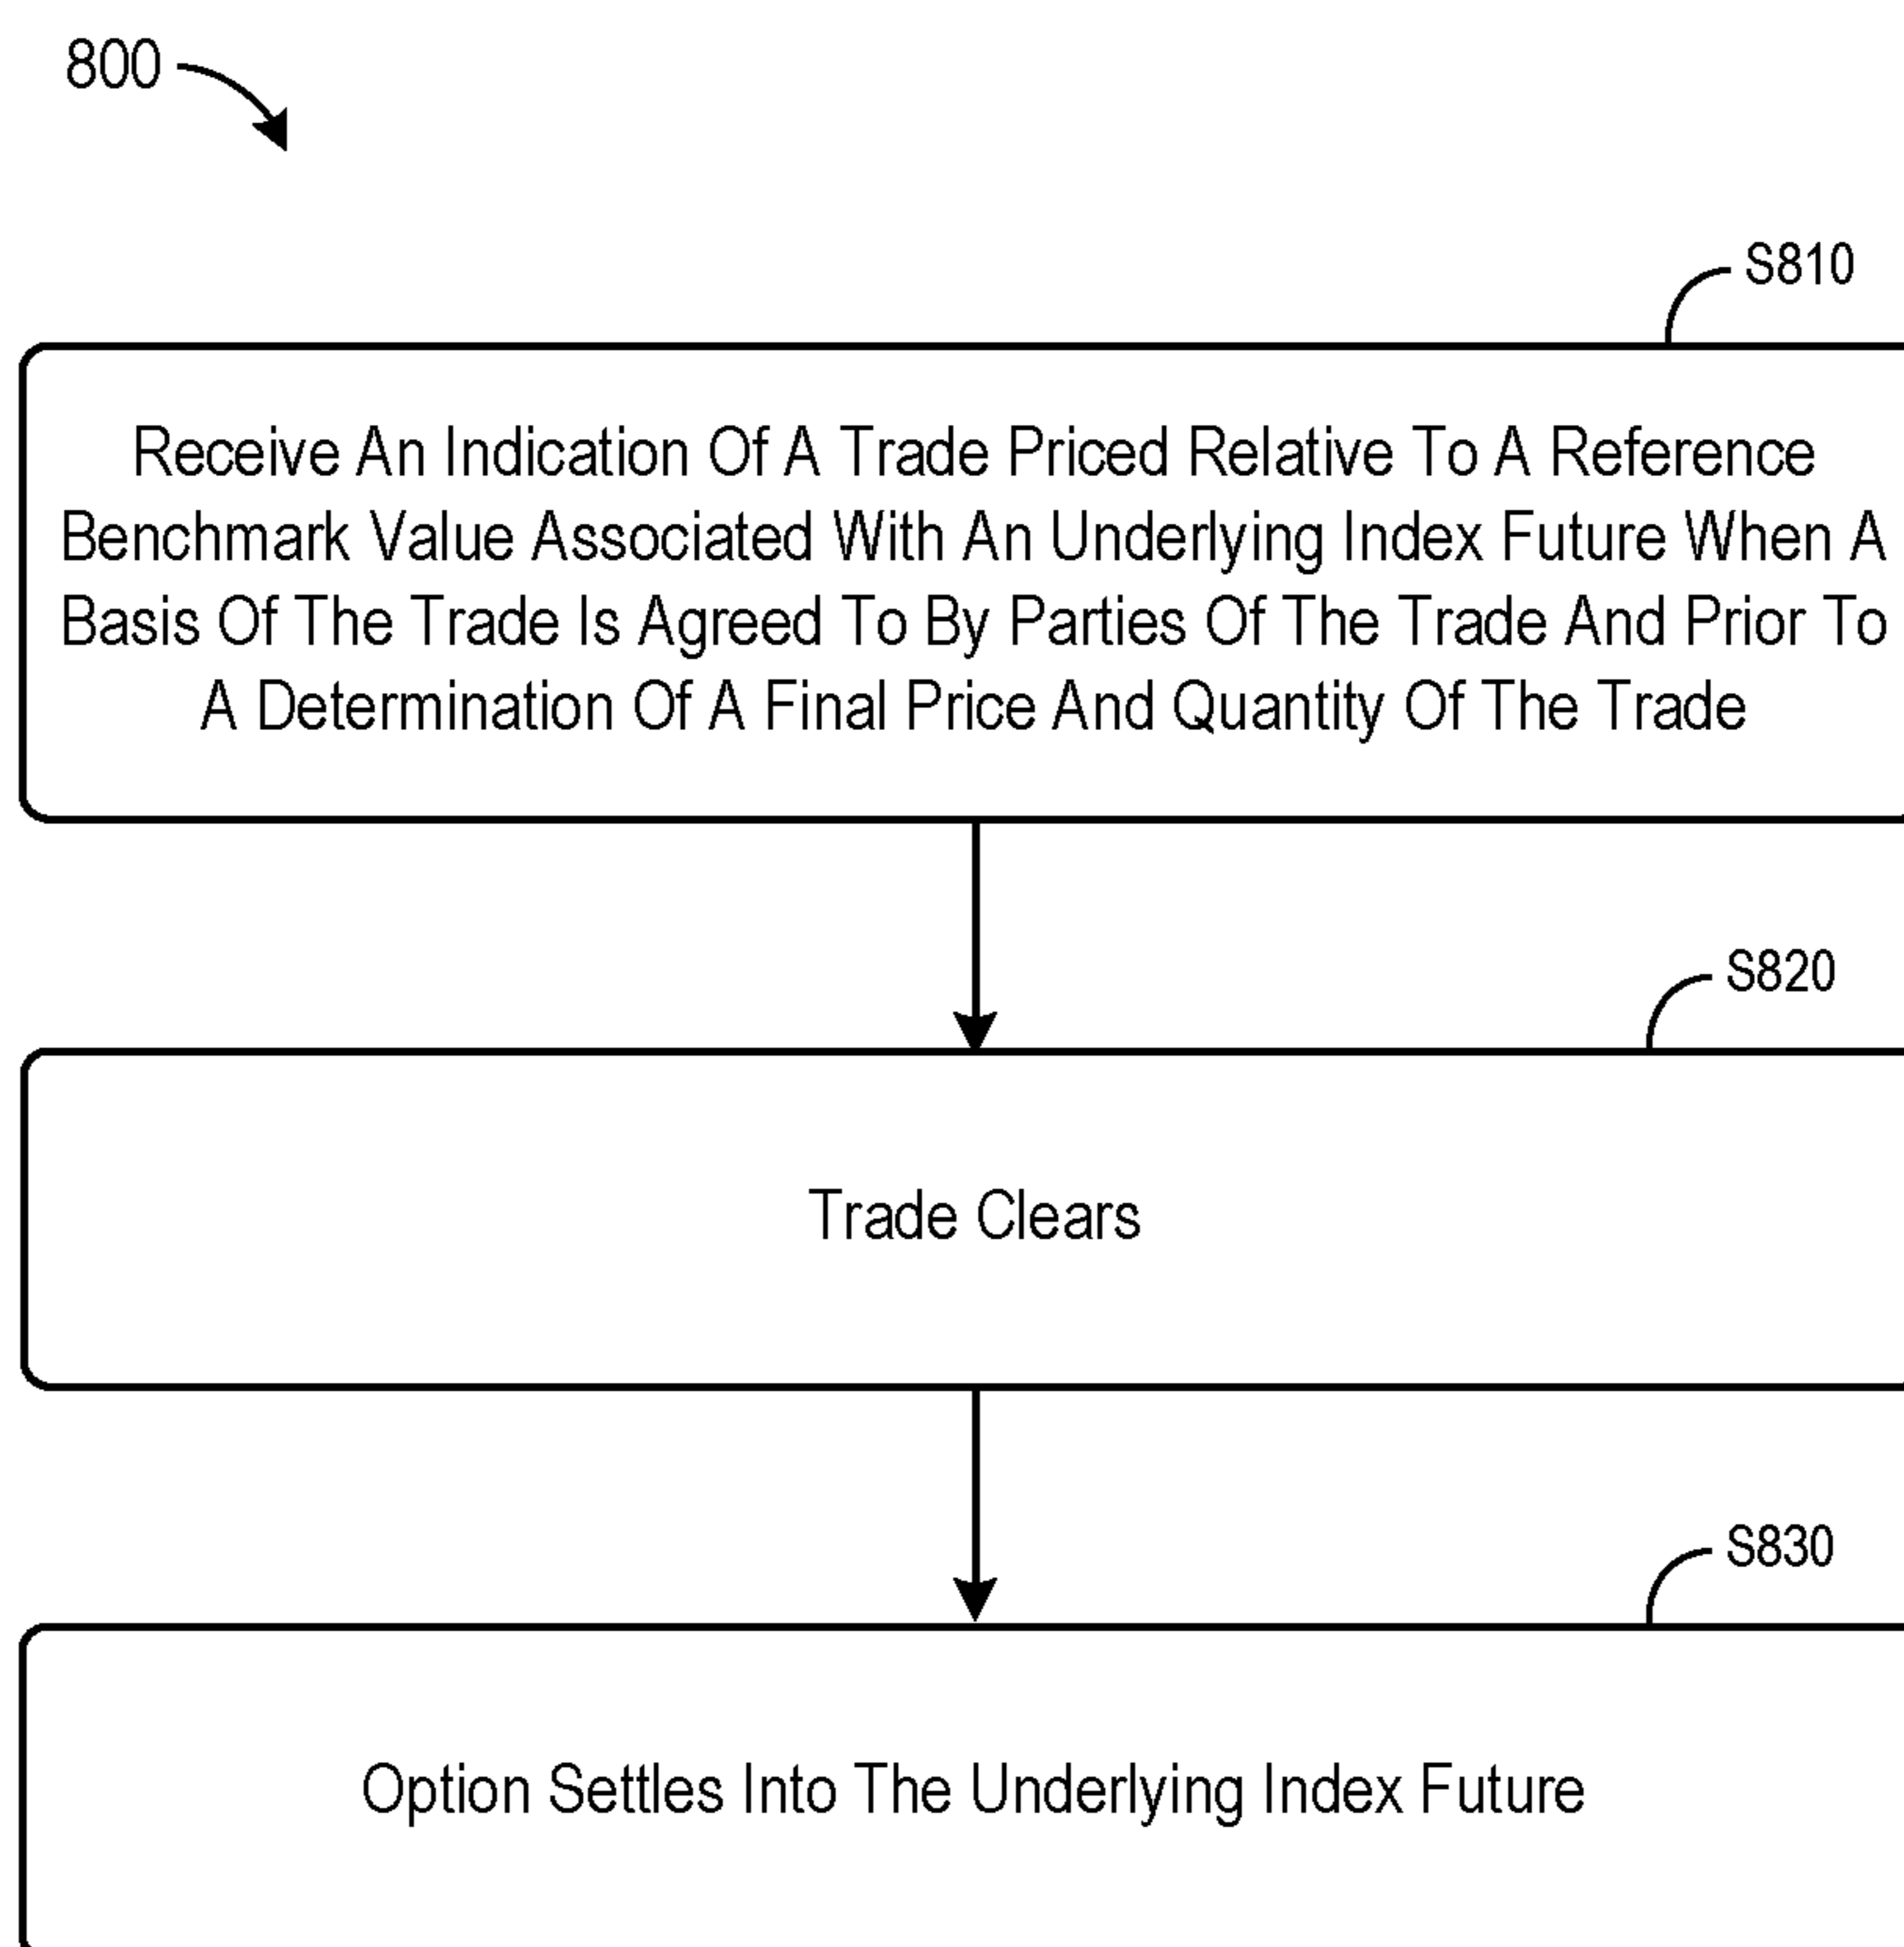 800
S810
Receive An Indication Of A Trade Priced Relative To A Reference
Benchmark Value Associated With An Underlying Index Future When A
Basis Of The Trade Is Agreed To By Parties Of The Trade And Prior To
A Determination Of A Final Price And Quantity Of The Trade
S820
Trade Clears
S830
Option Settles Into The Underlying Index Future